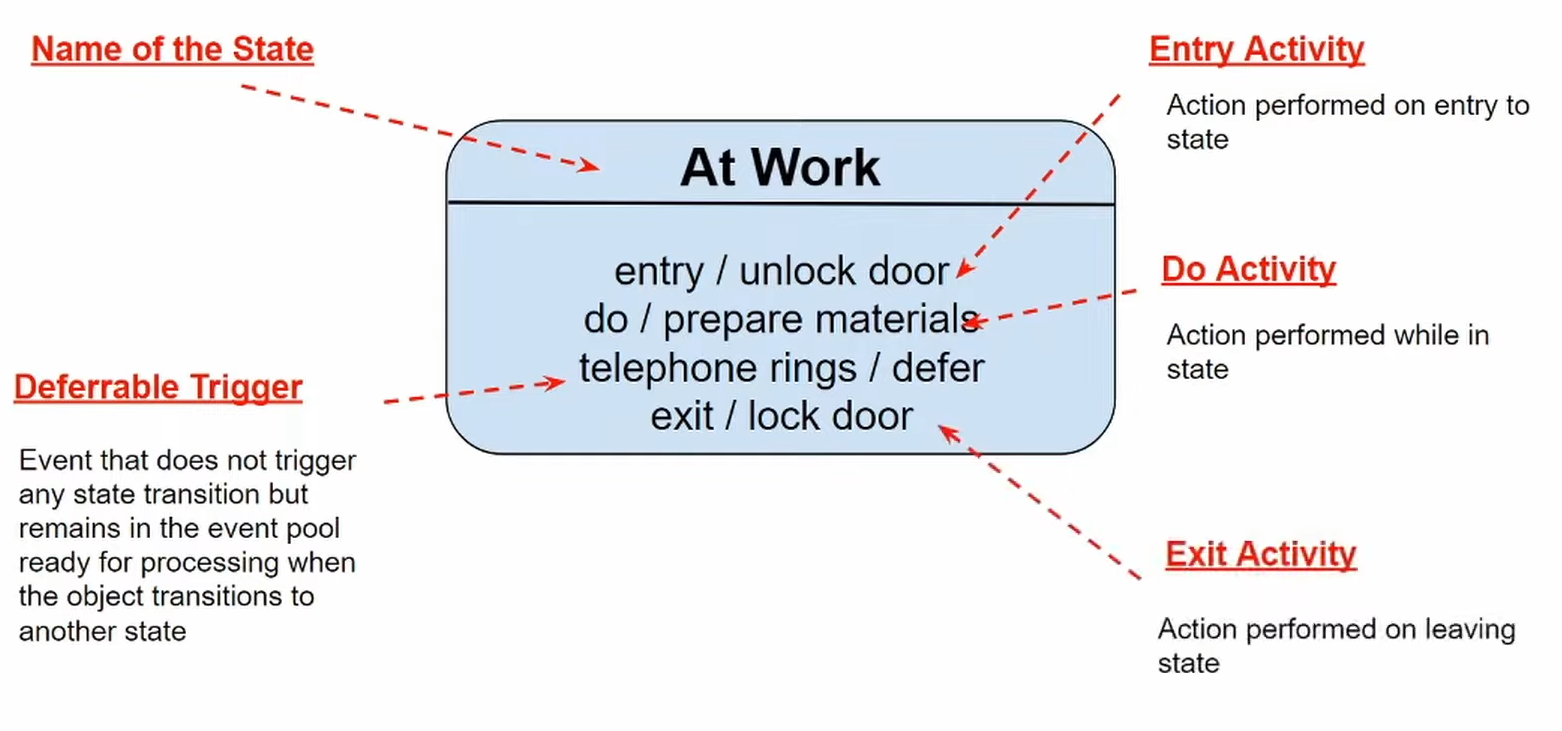 Name of the State
At Work
entry / unlock door
do / prepare materials
telephone rings / defer
exit / lock door
Deferrable Trigger
Event that does not trigger
any state transition but
remains in the event pool
ready for processing when
the object transitions to
another state
Entry Activity
Action performed on entry to
state
Do Activity
Action performed while in
state
Exit Activity
Action performed on leaving
state